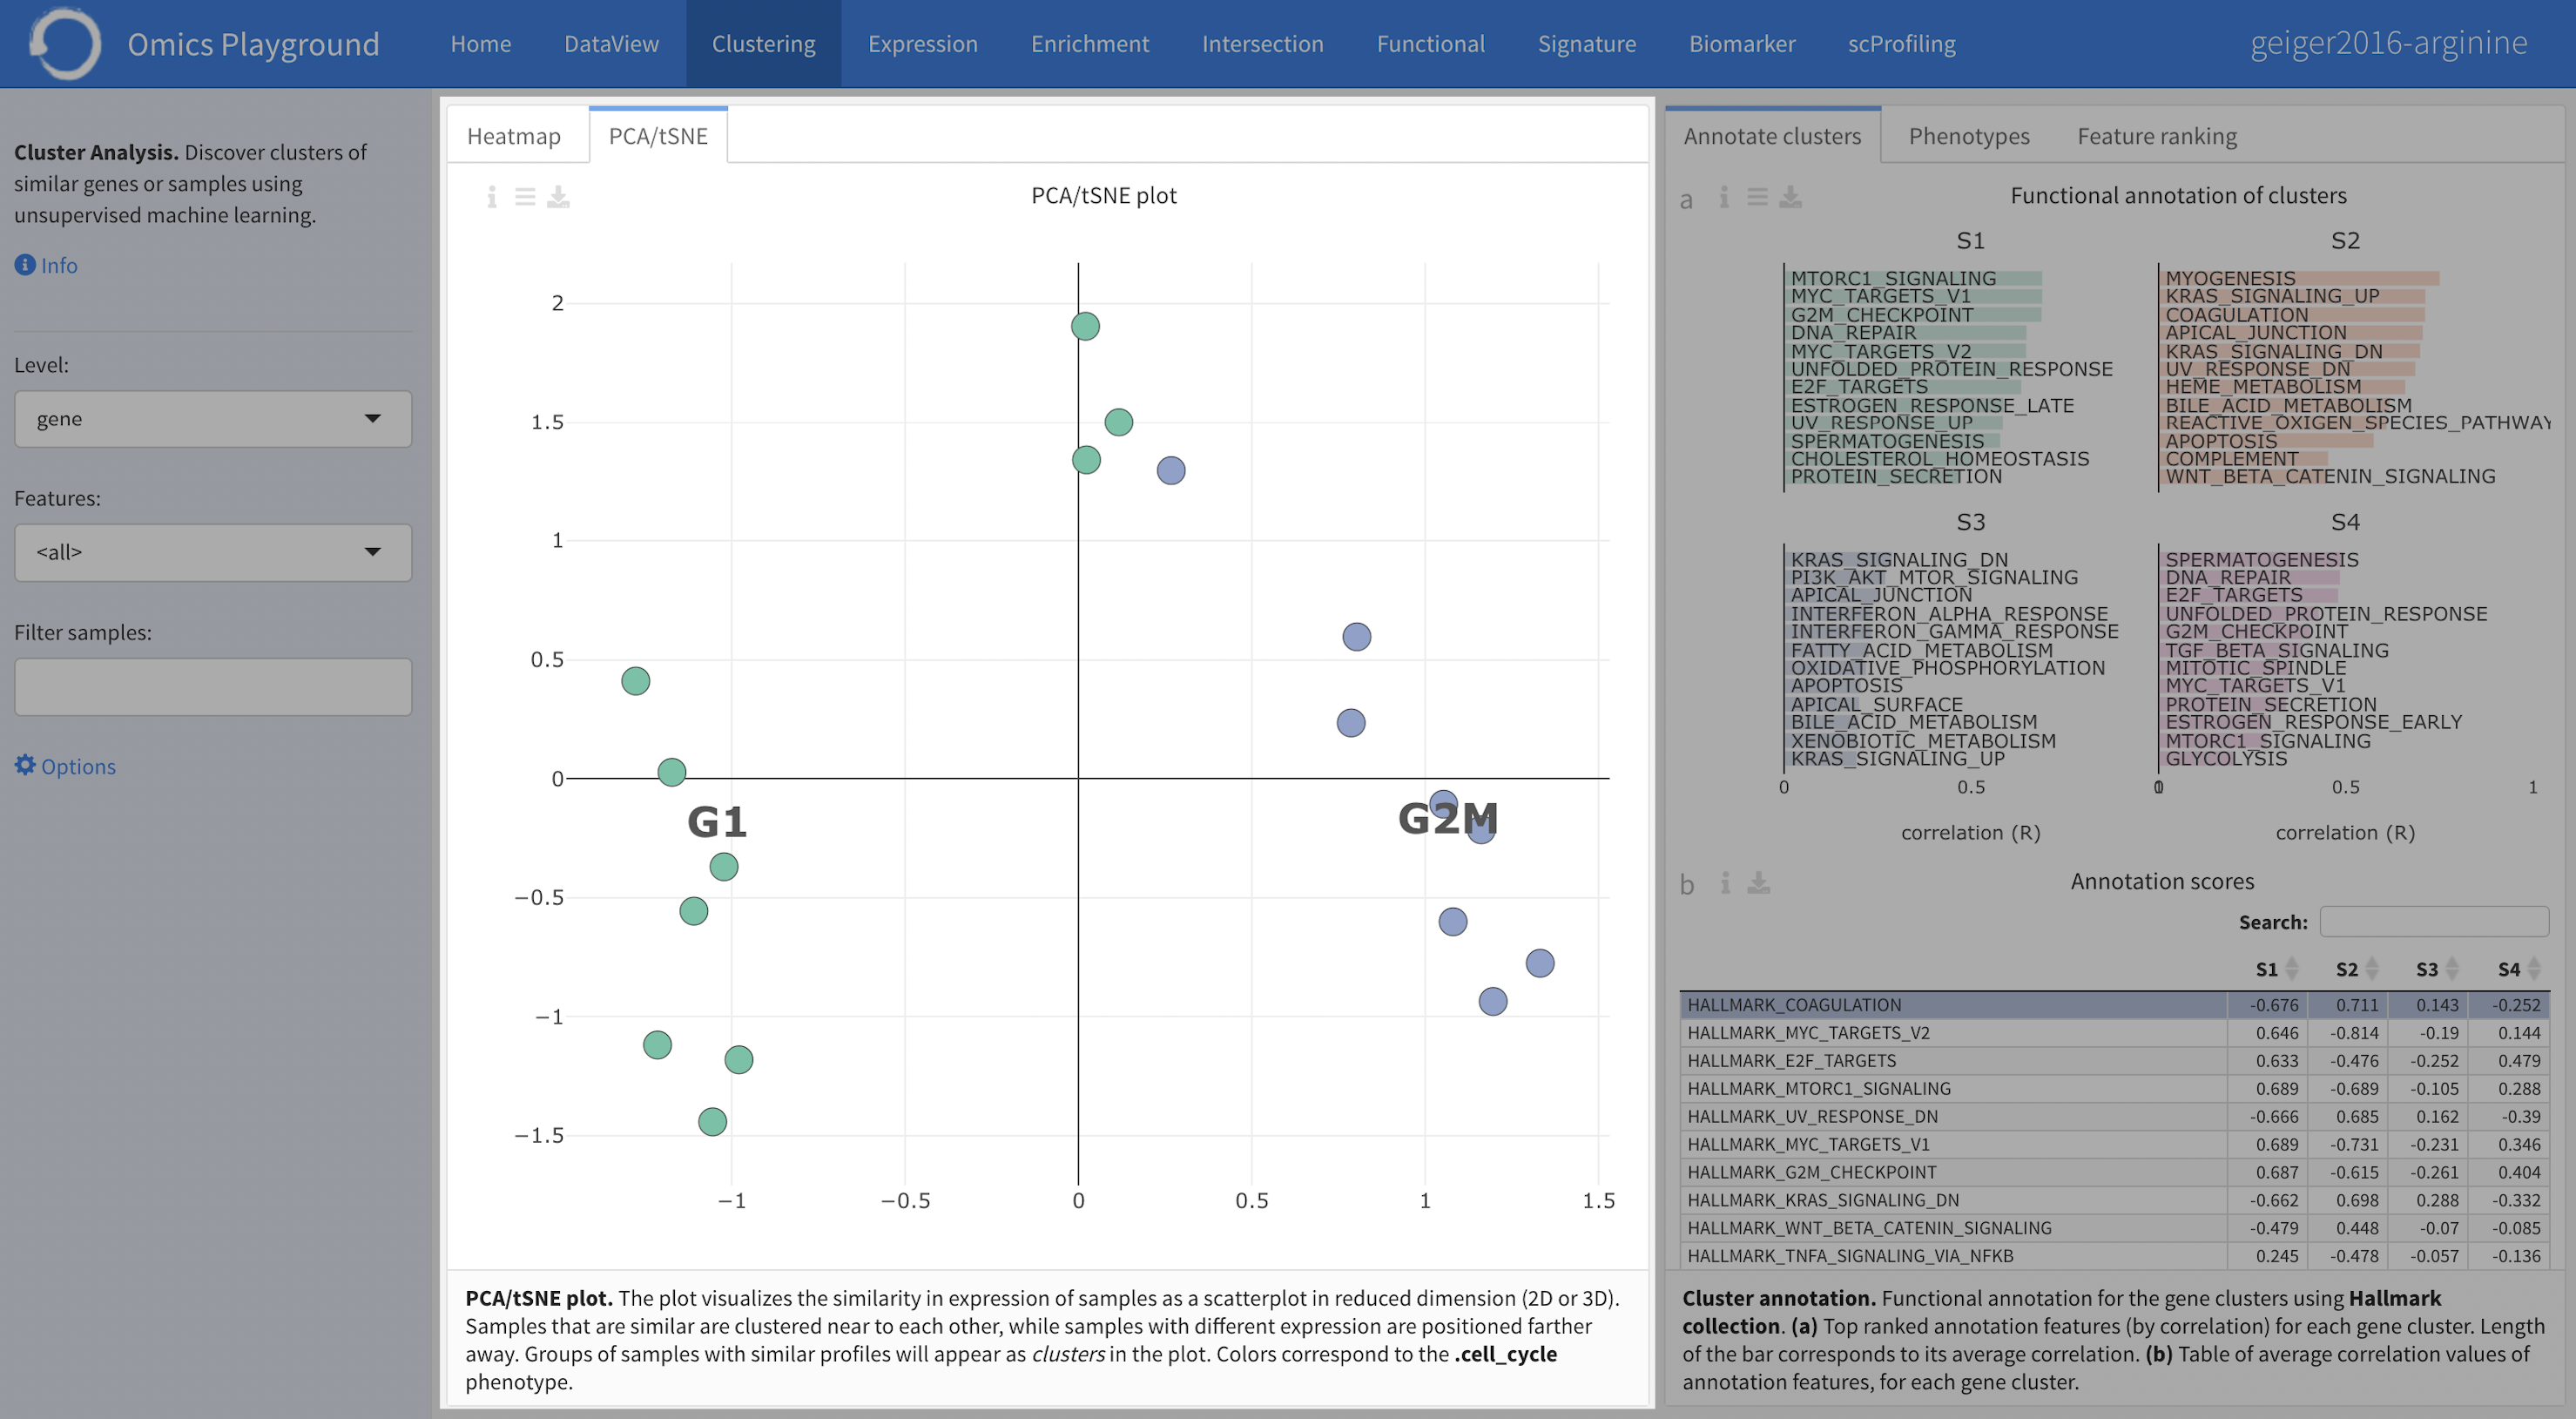 Omics Playground
Home DataView Clustering Expression Enrichment Intersection Functional Signature Biomarker scProfiling
geiger2016-arginine
Cluster Analysis. Discover clusters of
similar genes or samples using
unsupervised machine learning.
Info
Level:
gene
Features:
<all>
Filter samples:
Options
Heatmap PCA/tSNE
PCA/tSNE plot
2
1.5
1
0.5
0
−0.5
−1
−1.5
G1
G2M
−1 −0.5 0 0.5 1 1.5
PCA/tSNE plot. The plot visualizes the similarity in expression of samples as a scatterplot in reduced dimension (2D or 3D).
Samples that are similar are clustered near to each other, while samples with different expression are positioned farther
away. Groups of samples with similar profiles will appear as clusters in the plot. Colors correspond to the .cell_cycle
phenotype.
Annotate clusters Phenotypes Feature ranking
a
Functional annotation of clusters
S1
MTORC1_SIGNALING
MYC_TARGETS_V1
G2M_CHECKPOINT
DNA_REPAIR
MYC_TARGETS_V2
UNFOLDED_PROTEIN_RESPONSE
E2F_TARGETS
ESTROGEN_RESPONSE_LATE
UV_RESPONSE_UP
SPERMATOGENESIS
CHOLESTEROL_HOMEOSTASIS
PROTEIN_SECRETION
S2
MYOGENESIS
KRAS_SIGNALING_UP
COAGULATION
APICAL_JUNCTION
KRAS_SIGNALING_DN
UV_RESPONSE_DN
HEME_METABOLISM
BILE_ACID_METABOLISM
REACTIVE_OXIGEN_SPECIES_PATHWAY
APOPTOSIS
COMPLEMENT
WNT_BETA_CATENIN_SIGNALING
S3
KRAS_SIGNALING_DN
PI3K_AKT_MTOR_SIGNALING
APICAL_JUNCTION
INTERFERON_ALPHA_RESPONSE
INTERFERON_GAMMA_RESPONSE
FATTY_ACID_METABOLISM
OXIDATIVE_PHOSPHORYLATION
APOPTOSIS
APICAL_SURFACE
BILE_ACID_METABOLISM
XENOBIOTIC_METABOLISM
KRAS_SIGNALING_UP
0 0.5 1
correlation (R)
S4
SPERMATOGENESIS
DNA_REPAIR
E2F_TARGETS
UNFOLDED_PROTEIN_RESPONSE
G2M_CHECKPOINT
TGF_BETA_SIGNALING
MITOTIC_SPINDLE
MYC_TARGETS_V1
PROTEIN_SECRETION
ESTROGEN_RESPONSE_EARLY
MTORC1_SIGNALING
GLYCOLYSIS
0 0.5 1
correlation (R)
b
Annotation scores
Search:
S1 S2 S3 S4
HALLMARK_COAGULATION -0.676 0.711 0.143 -0.252
HALLMARK_MYC_TARGETS_V2 0.646 -0.814 -0.19 0.144
HALLMARK_E2F_TARGETS 0.633 -0.476 -0.252 0.479
HALLMARK_MTORC1_SIGNALING 0.689 -0.689 -0.105 0.288
HALLMARK_UV_RESPONSE_DN -0.666 0.685 0.162 -0.39
HALLMARK_MYC_TARGETS_V1 0.689 -0.731 -0.231 0.346
HALLMARK_G2M_CHECKPOINT 0.687 -0.615 -0.261 0.404
HALLMARK_KRAS_SIGNALING_DN -0.662 0.698 0.288 -0.332
HALLMARK_WNT_BETA_CATENIN_SIGNALING -0.479 0.448 -0.07 -0.085
HALLMARK_TNFA_SIGNALING_VIA_NFKB 0.245 -0.478 -0.057 -0.136
Cluster annotation. Functional annotation for the gene clusters using Hallmark
collection. (a) Top ranked annotation features (by correlation) for each gene cluster. Length
of the bar corresponds to its average correlation. (b) Table of average correlation values of
annotation features, for each gene cluster.